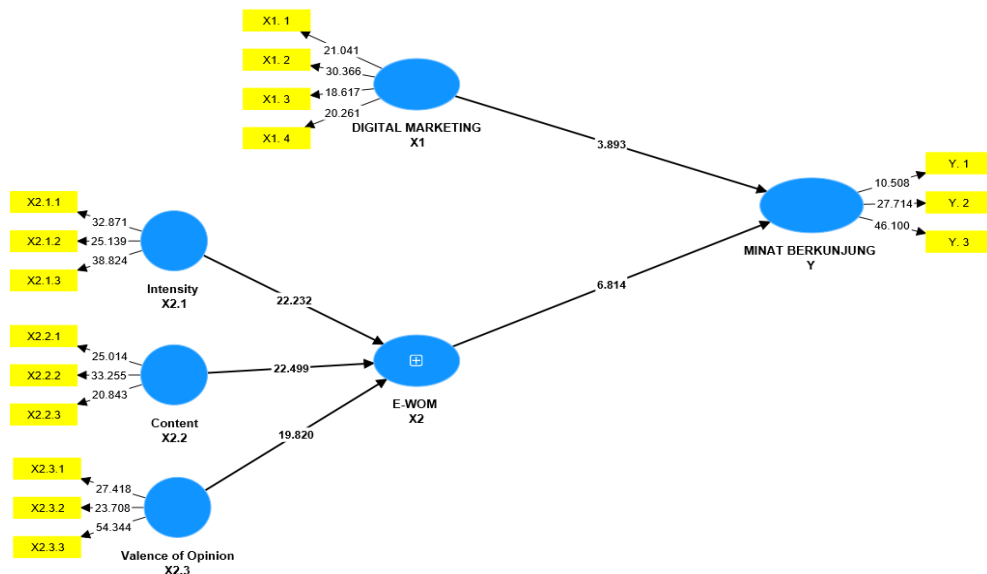 X1. 1
X1. 2
X1. 3
X1. 4
21.041
30.366
18.617
20.261
DIGITAL MARKETING
X1
3.893
X2.1.1
X2.1.2
X2.1.3
32.871
25.139
38.824
Intensity
X2.1
22.232
X2.2.1
X2.2.2
X2.2.3
25.014
33.255
20.843
Content
X2.2
22.499
X2.3.1
X2.3.2
X2.3.3
27.418
23.708
54.344
Valence of Opinion
X2.3
19.820
E-WOM
X2
6.814
MINAT BERKUNJUNG
Y
10.508
27.714
46.100
Y. 1
Y. 2
Y. 3